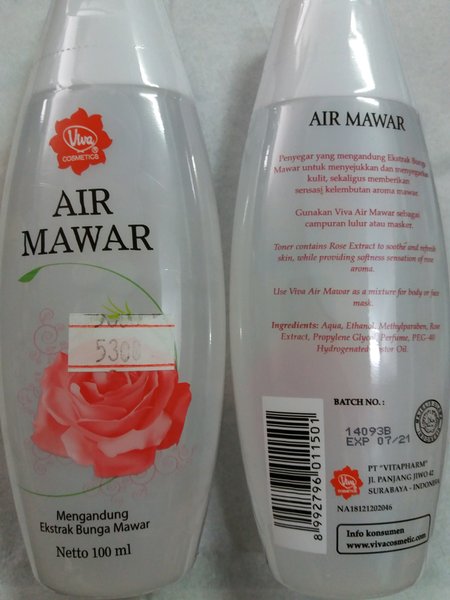 Viva
COSMETICS
AIR
MAWAR
5300
Mengandung
Ekstrak Bunga Mawar
Netto 100 ml
AIR MAWAR
Penyegar yang mengandung Ekstrak Bunga
Mawar untuk menyejukkan dan menyegarkan
kulit, sekaligus memberikan
sensasi kelembutan aroma mawar.
Gunakan Viva Air Mawar sebagai
campuran lulur atau masker.
Toner contains Rose Extract to soothe and refresh
skin, while providing softness sensation of rose
aroma.
Use Viva Air Mawar as a mixture for body or face
mask.
Ingredients: Aqua, Ethanol, Methylparaben, Rose
Extract, Propylene Glycol, Perfume, PEG-40
Hydrogenated Castor Oil.
BATCH NO. :
14093B
EXP 07/21
8 992796 011501
Viva
COSMETICS
PT "VITAPHARM"
JL. PANJANG JIWO 42
SURABAYA - INDONESIA
NA18121202046
Info konsumen
www.vivacosmetic.com